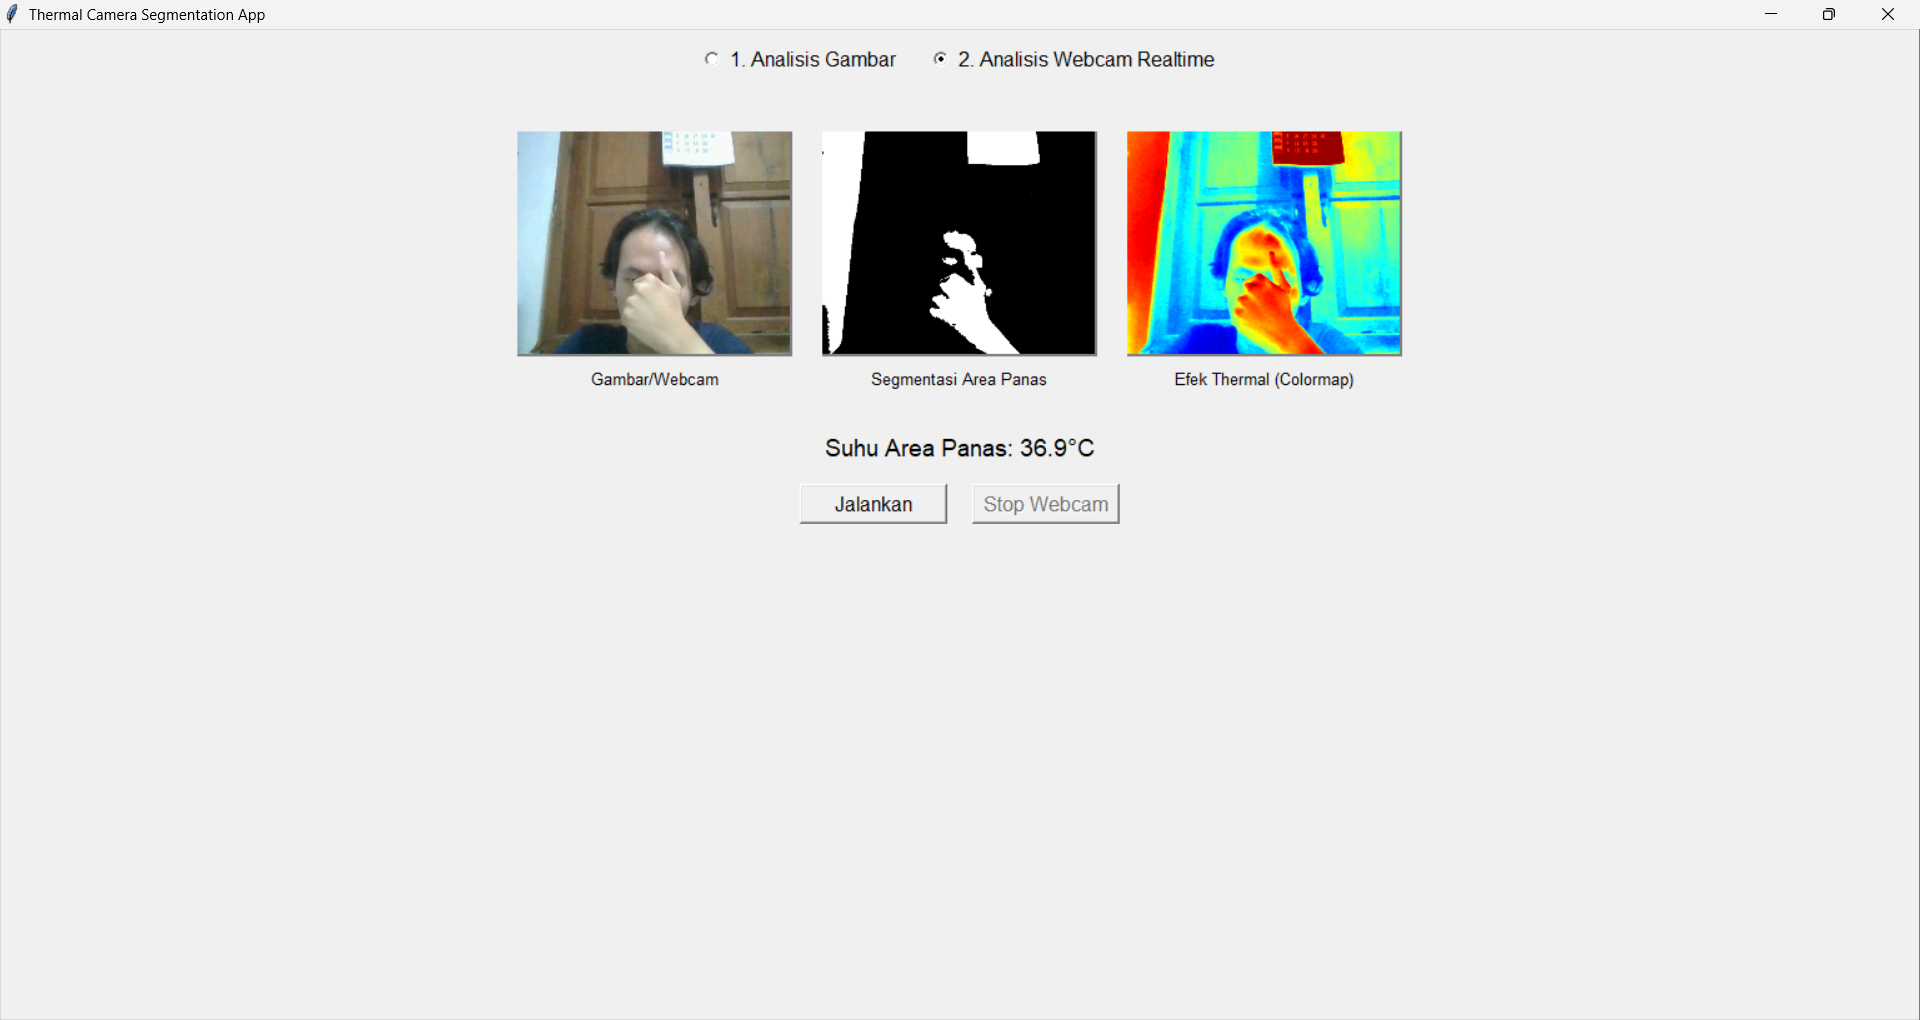 Thermal Camera Segmentation App
1. Analisis Gambar
2. Analisis Webcam Realtime
Gambar/Webcam
Segmentasi Area Panas
Efek Thermal (Colormap)
Suhu Area Panas: 36.9°C
Jalankan
Stop Webcam